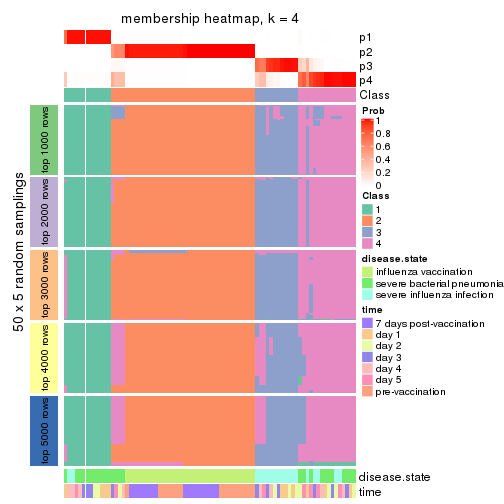 membership heatmap, k = 4
p1
p2
p3
p4
Class
50 x 5 random samplings
top 1000 rows
top 2000 rows
top 3000 rows
top 4000 rows
top 5000 rows
disease.state
time
Prob
1
0.8
0.6
0.4
0.2
0
Class
1
2
3
4
disease.state
influenza vaccination
severe bacterial pneumonia
severe influenza infection
time
7 days post-vaccination
day 1
day 2
day 3
day 4
day 5
pre-vaccination